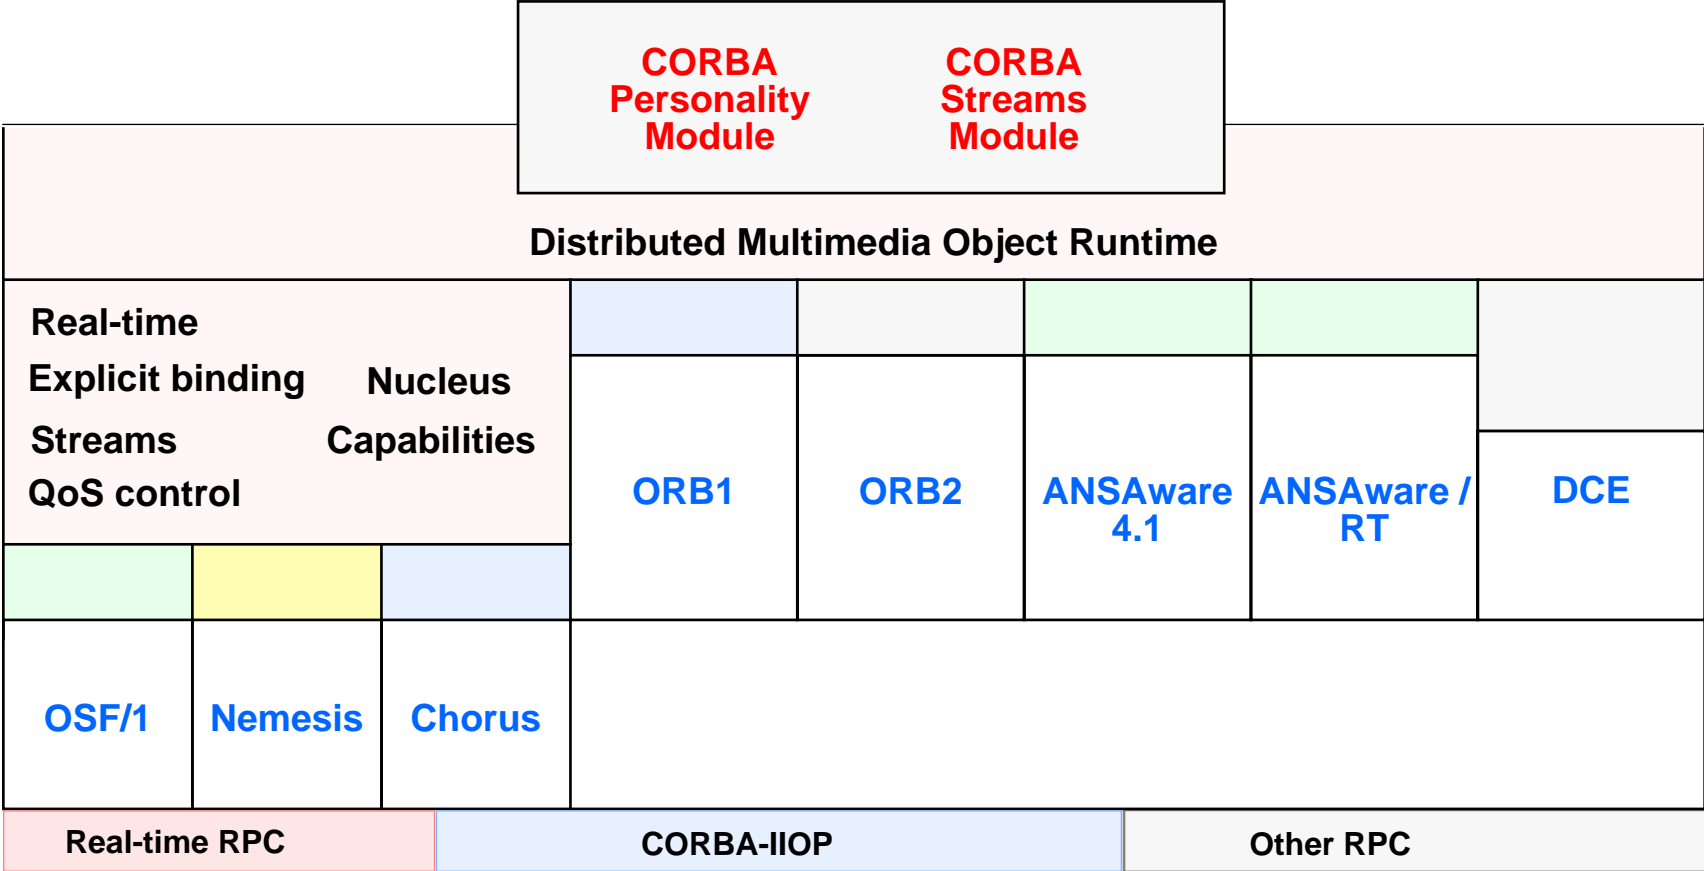 CORBA
Personality
Module
CORBA
Streams
Module
Distributed Multimedia Object Runtime
Real-time
Explicit binding
Streams
QoS control
Nucleus
Capabilities
ORB1
ORB2
ANSAware
4.1
ANSAware /
RT
DCE
OSF/1
Nemesis
Chorus
Real-time RPC
CORBA-IIOP
Other RPC